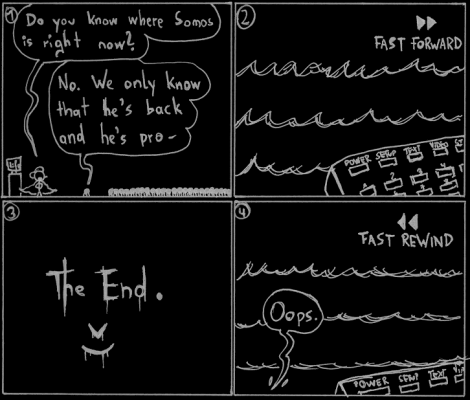 1
Do you know where Somos
is right now?
No. We only know
that he's back
and he's pro-
2
FAST FORWARD
POWER SETUP TEXT VIDEO
3
The End.
4
FAST REWIND
Oops.
POWER SETUP TEXT